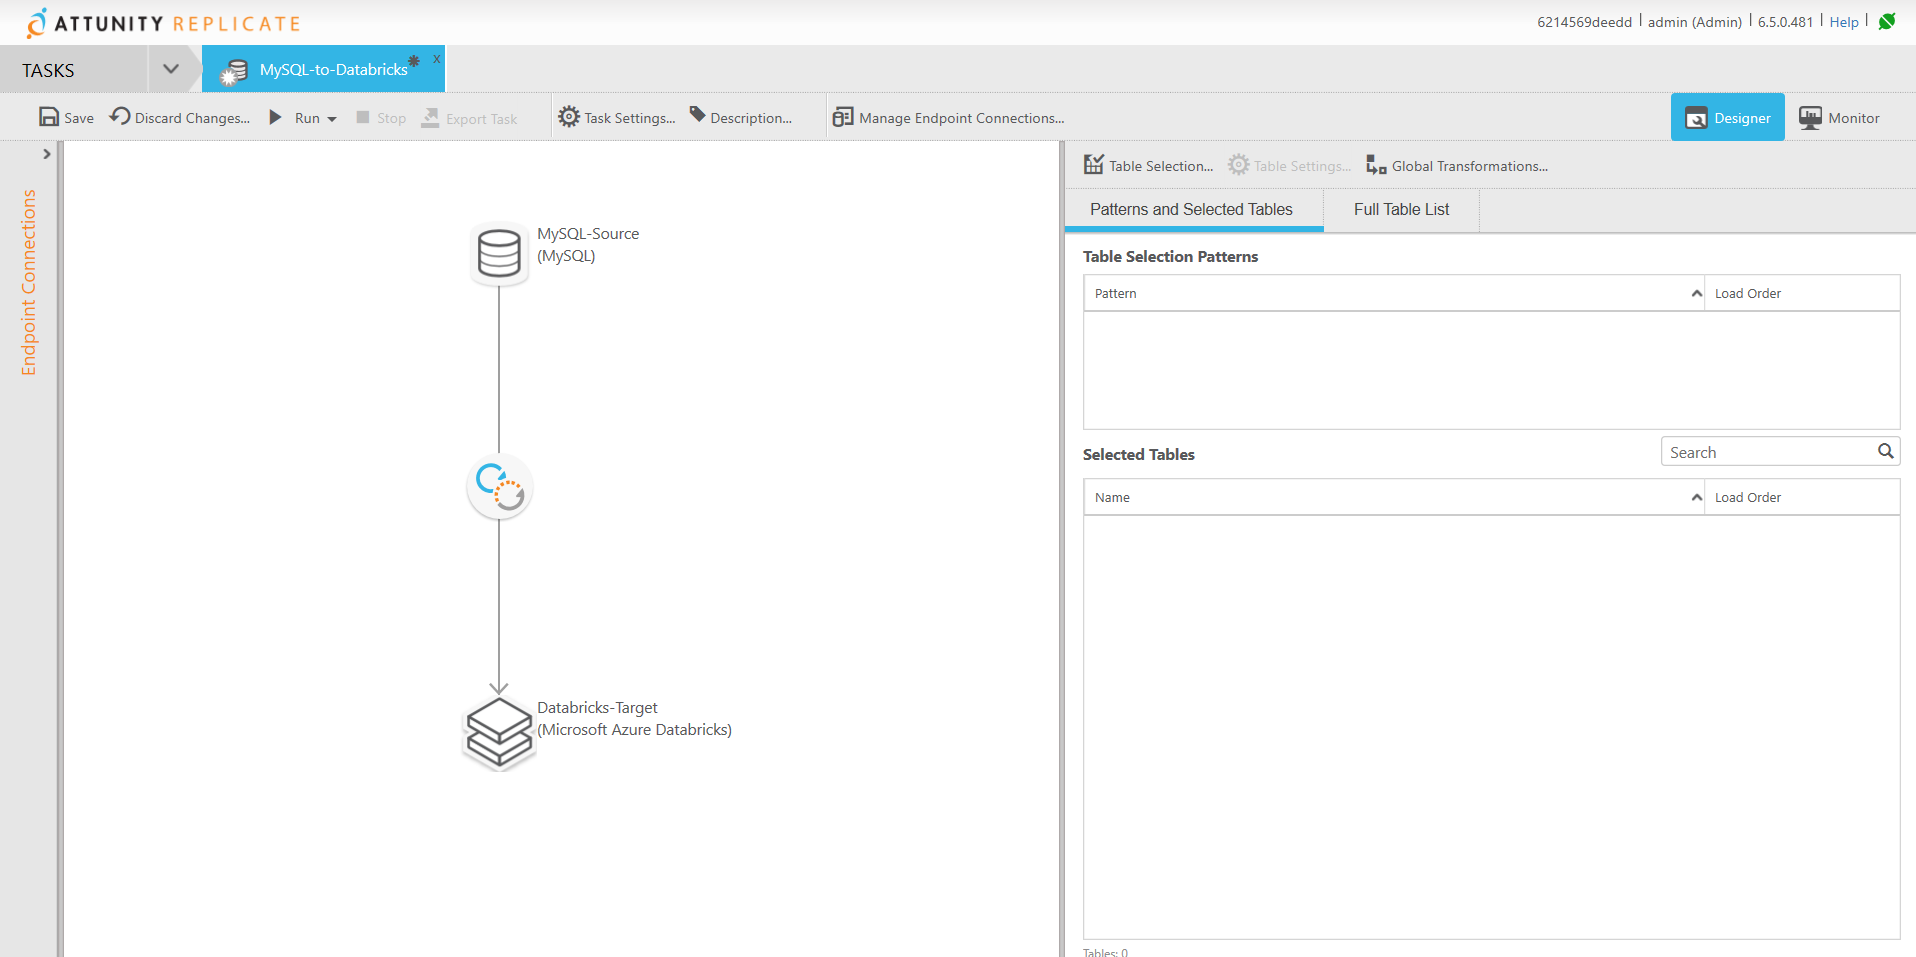 ATTUNITY REPLICATE
6214569deedd | admin (Admin) | 6.5.0.481 | Help |
TASKS
MySQL-to-Databricks * x
Save Discard Changes... Run Stop Export Task Task Settings... Description... Manage Endpoint Connections... Designer Monitor
Endpoint Connections
MySQL-Source
(MySQL)
Databricks-Target
(Microsoft Azure Databricks)
Table Selection... Table Settings... Global Transformations...
Patterns and Selected Tables Full Table List
Table Selection Patterns
Pattern Load Order
Selected Tables Search
Name Load Order
Tables: 0